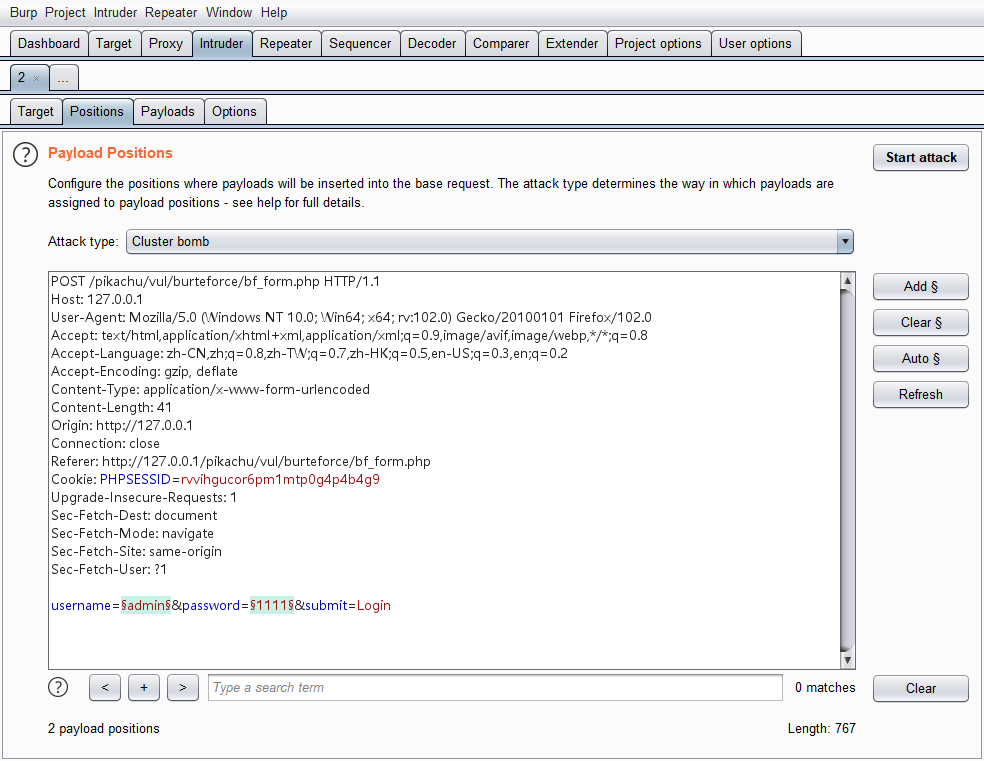 Burp Project Intruder Repeater Window Help
Dashboard Target Proxy Intruder Repeater Sequencer Decoder Comparer Extender Project options User options
2 × ...
Target Positions Payloads Options
? Payload Positions
Start attack
Configure the positions where payloads will be inserted into the base request. The attack type determines the way in which payloads are
assigned to payload positions - see help for full details.
Attack type: Cluster bomb
POST /pikachu/vul/burteforce/bf_form.php HTTP/1.1
Host: 127.0.0.1
User-Agent: Mozilla/5.0 (Windows NT 10.0; Win64; x64; rv:102.0) Gecko/20100101 Firefox/102.0
Accept: text/html,application/xhtml+xml,application/xml;q=0.9,image/avif,image/webp,*/*;q=0.8
Accept-Language: zh-CN,zh;q=0.8,zh-TW;q=0.7,zh-HK;q=0.5,en-US;q=0.3,en;q=0.2
Accept-Encoding: gzip, deflate
Content-Type: application/x-www-form-urlencoded
Content-Length: 41
Origin: http://127.0.0.1
Connection: close
Referer: http://127.0.0.1/pikachu/vul/burteforce/bf_form.php
Cookie: PHPSESSID=rvvihgucor6pm1mtp0g4p4b4g9
Upgrade-Insecure-Requests: 1
Sec-Fetch-Dest: document
Sec-Fetch-Mode: navigate
Sec-Fetch-Site: same-origin
Sec-Fetch-User: ?1
username=§admin§&password=§1111§&submit=Login
Add §
Clear §
Auto §
Refresh
? < + > Type a search term 0 matches Clear
2 payload positions Length: 767